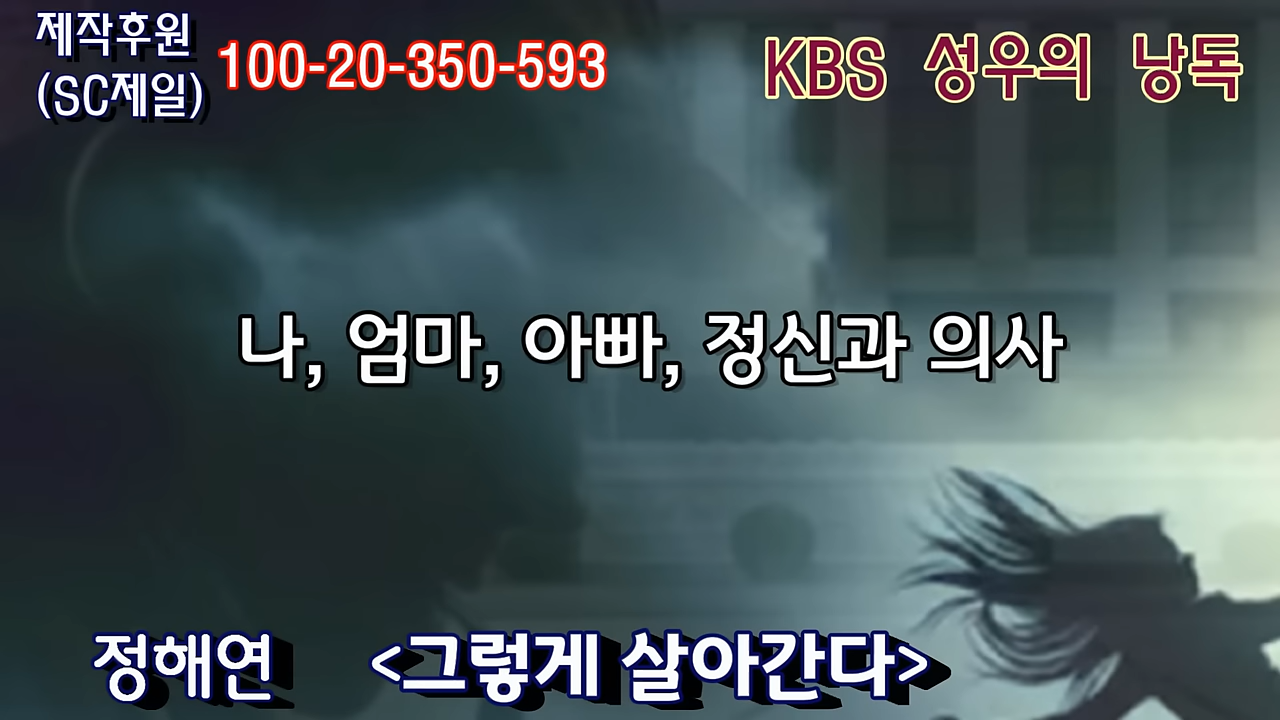 제작후원
(SC제일)
100-20-350-593
KBS 성우의 낭독
나, 엄마, 아빠, 정신과 의사
정해연 <그렇게 살아간다>